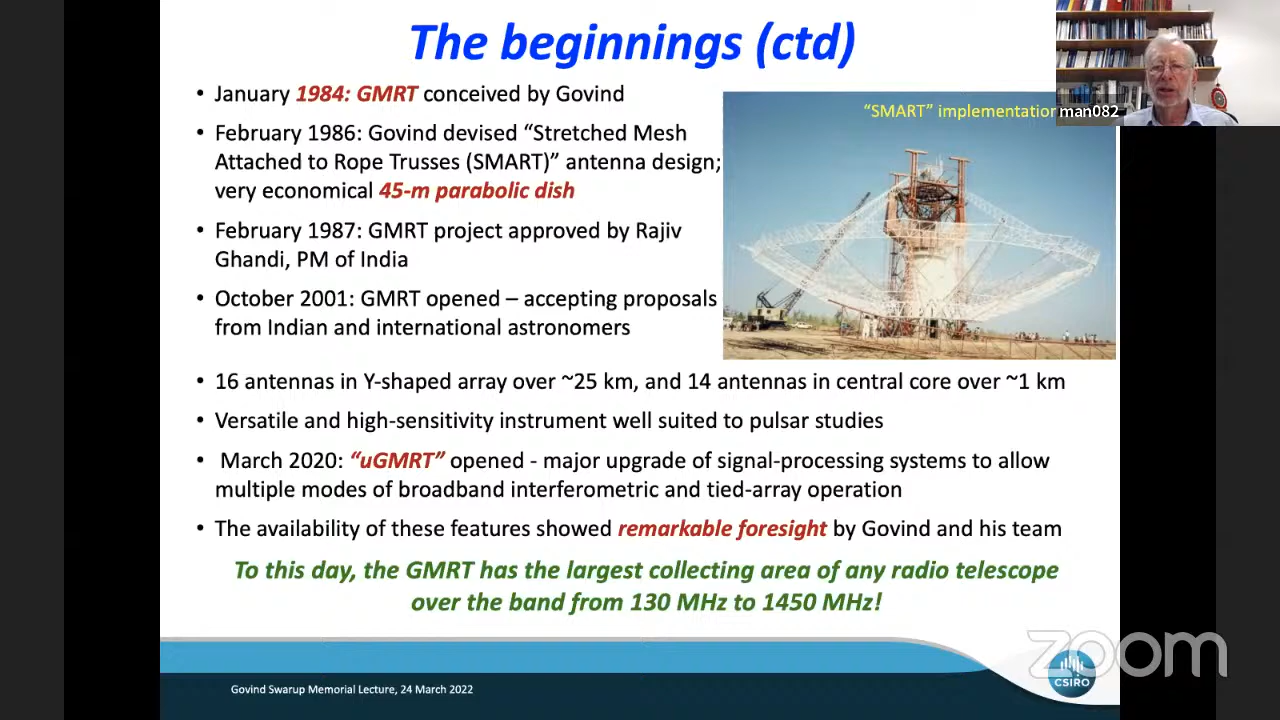 The beginnings (ctd)
• January 1984: GMRT conceived by Govind
• February 1986: Govind devised “Stretched Mesh
Attached to Rope Trusses (SMART)” antenna design;
very economical 45-m parabolic dish
• February 1987: GMRT project approved by Rajiv
Ghandi, PM of India
• October 2001: GMRT opened – accepting proposals
from Indian and international astronomers
“SMART” implementation
man082
• 16 antennas in Y-shaped array over ~25 km, and 14 antennas in central core over ~1 km
• Versatile and high-sensitivity instrument well suited to pulsar studies
• March 2020: “uGMRT” opened - major upgrade of signal-processing systems to allow
multiple modes of broadband interferometric and tied-array operation
• The availability of these features showed remarkable foresight by Govind and his team
To this day, the GMRT has the largest collecting area of any radio telescope
over the band from 130 MHz to 1450 MHz!
Govind Swarup Memorial Lecture, 24 March 2022
zoom
CSIRO